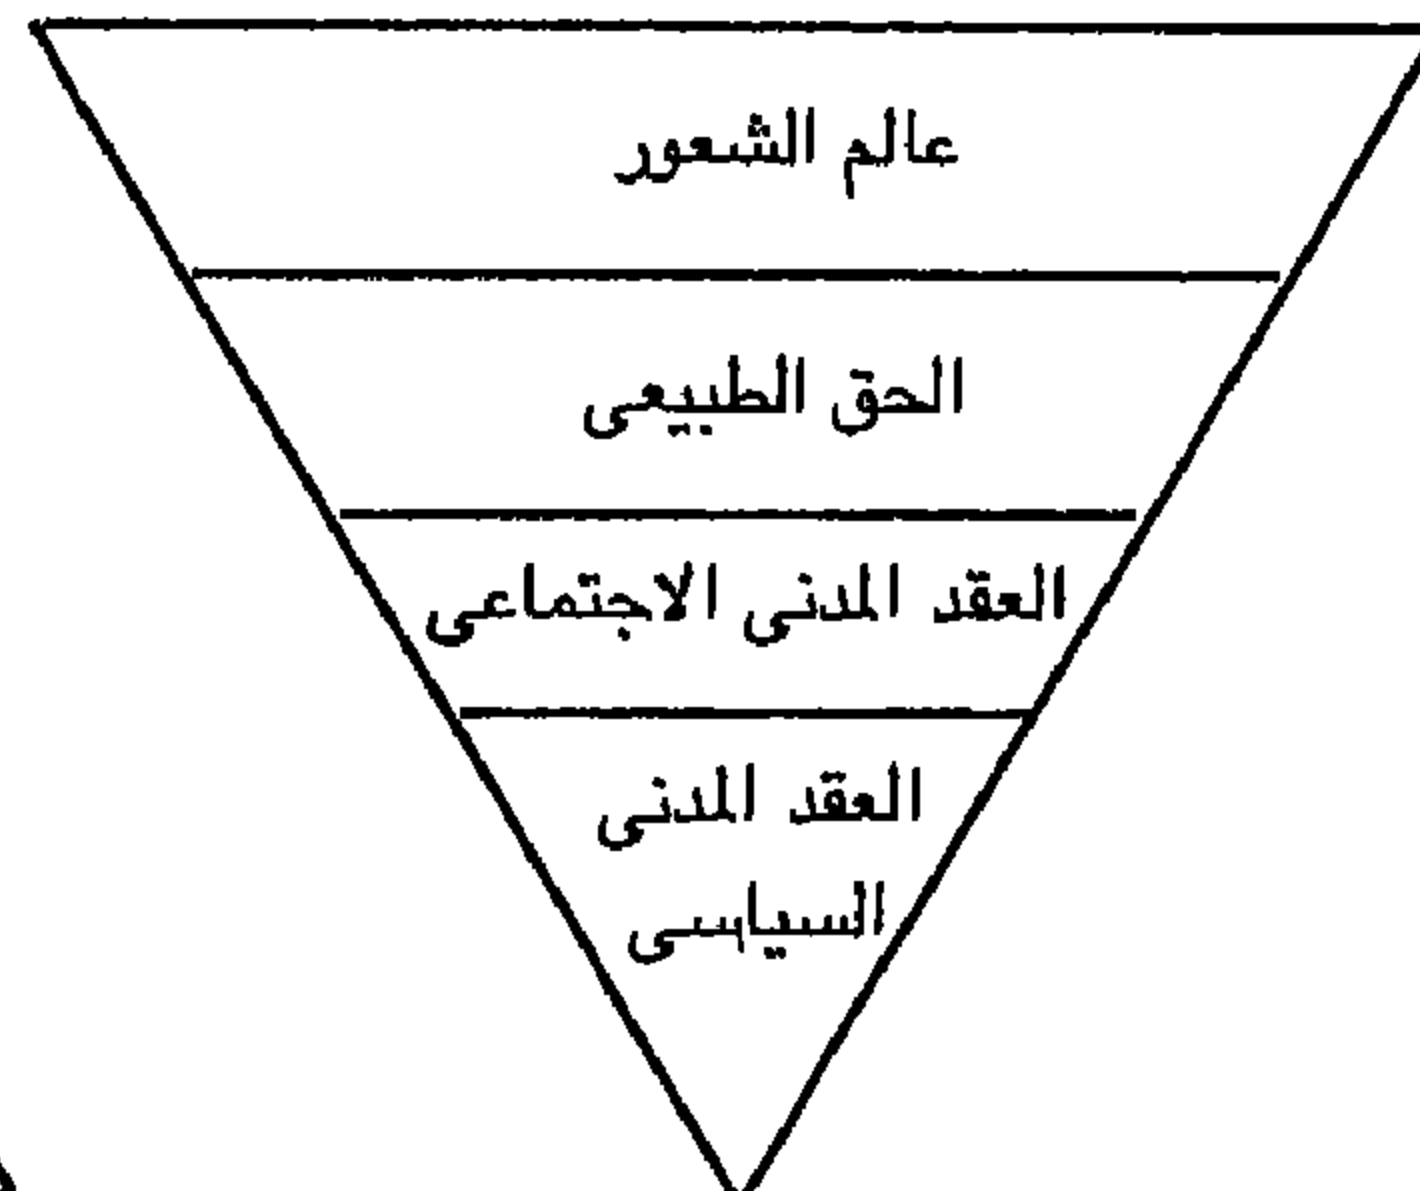 عالم الشعور
الحق الطبيعى
العقد المدنى الاجتماعى
العقد المدنى
السياسى